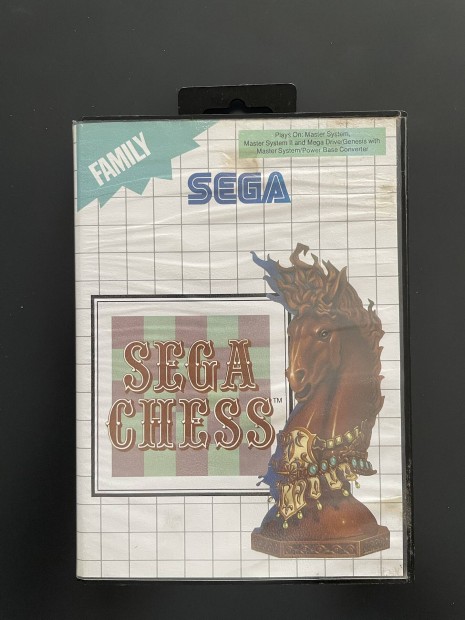 FAMILY
Plays On: Master System,
Master System II and Mega Drive/Genesis with
Master System/Power Base Converter
SEGA
SEGA
CHESS™